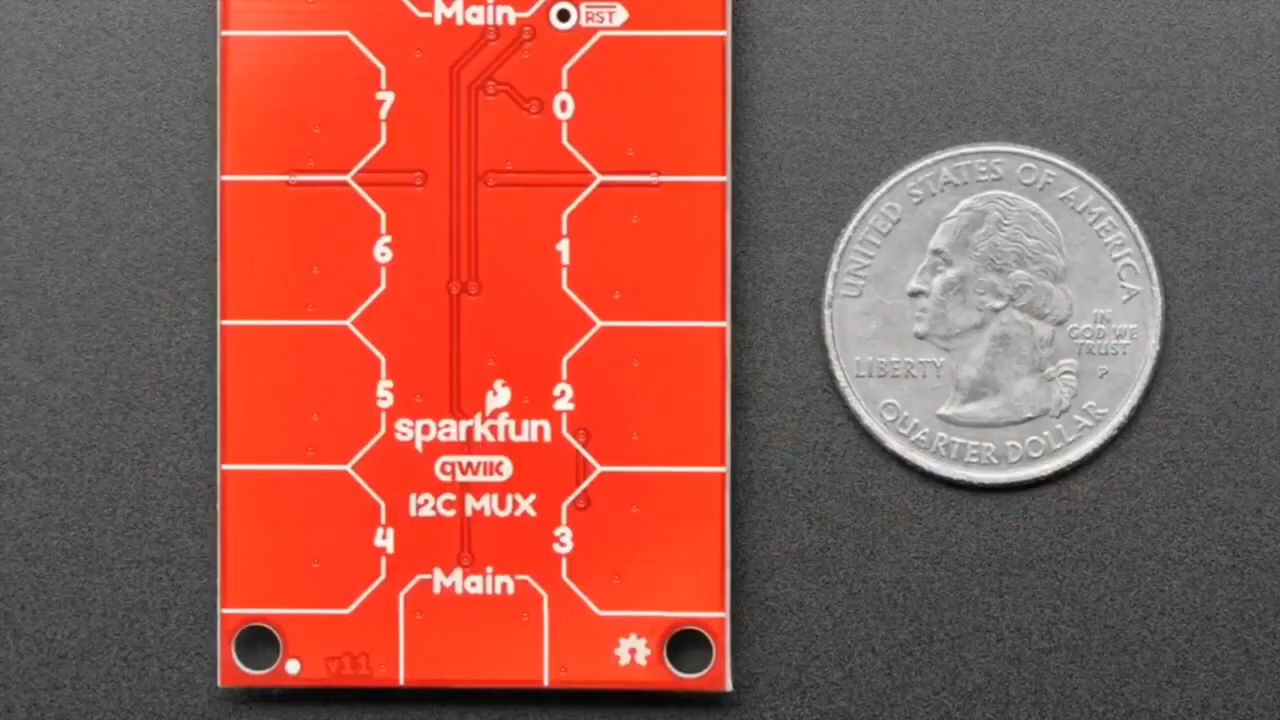 Main
RST
7
0
6
1
5
2
sparkfun
qwiic
I2C MUX
4
3
Main
v11
UNITED STATES OF AMERICA
IN
GOD WE
TRUST
LIBERTY
P
QUARTER DOLLAR